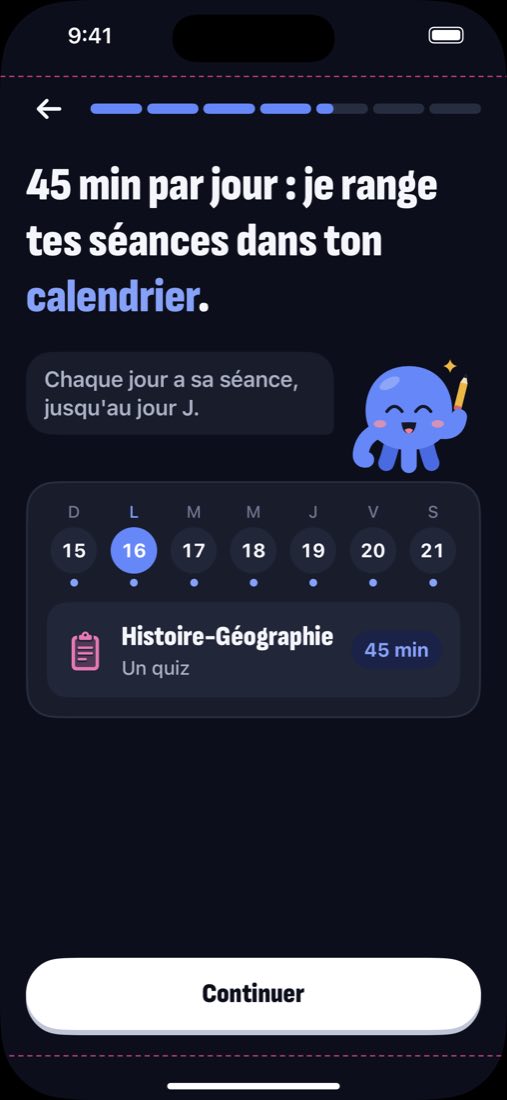 9:41
45 min par jour : je range
tes séances dans ton
calendrier.
Chaque jour a sa séance,
jusqu'au jour J.
D L M M J V S
15 16 17 18 19 20 21
Histoire-Géographie
Un quiz
45 min
Continuer